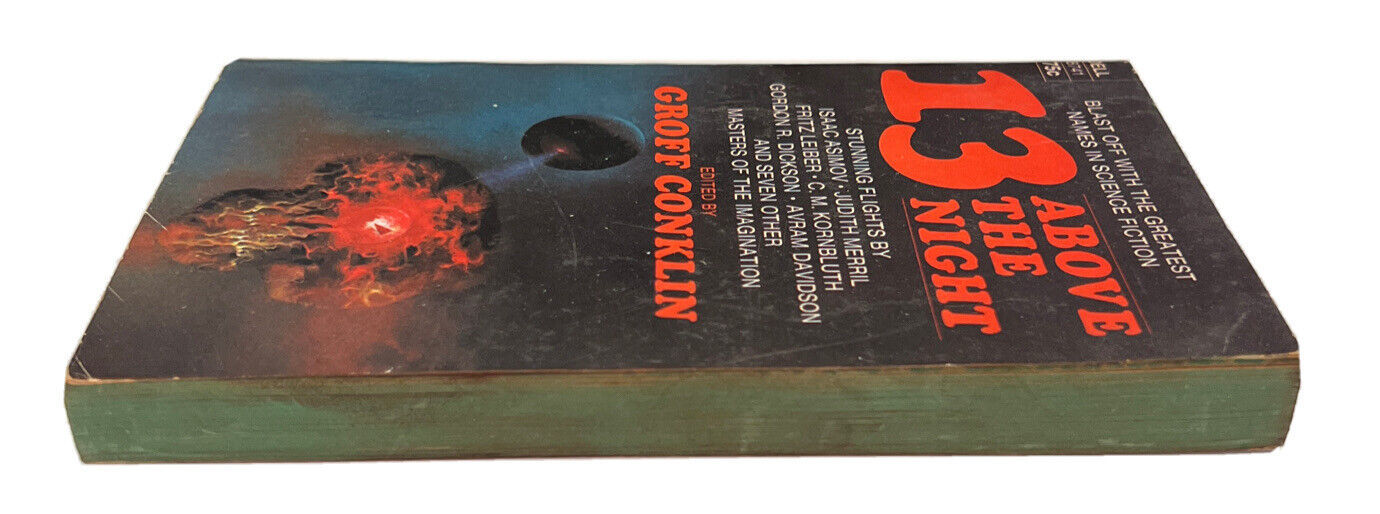 DELL
8741
75c
BLAST OFF WITH THE GREATEST
NAMES IN SCIENCE FICTION
13
ABOVE
THE
NIGHT
STUNNING FLIGHTS BY
ISAAC ASIMOV · JUDITH MERRIL
FRITZ LEIBER · C. M. KORNBLUTH
GORDON R. DICKSON · AVRAM DAVIDSON
AND SEVEN OTHER
MASTERS OF THE IMAGINATION
EDITED BY
GROFF CONKLIN